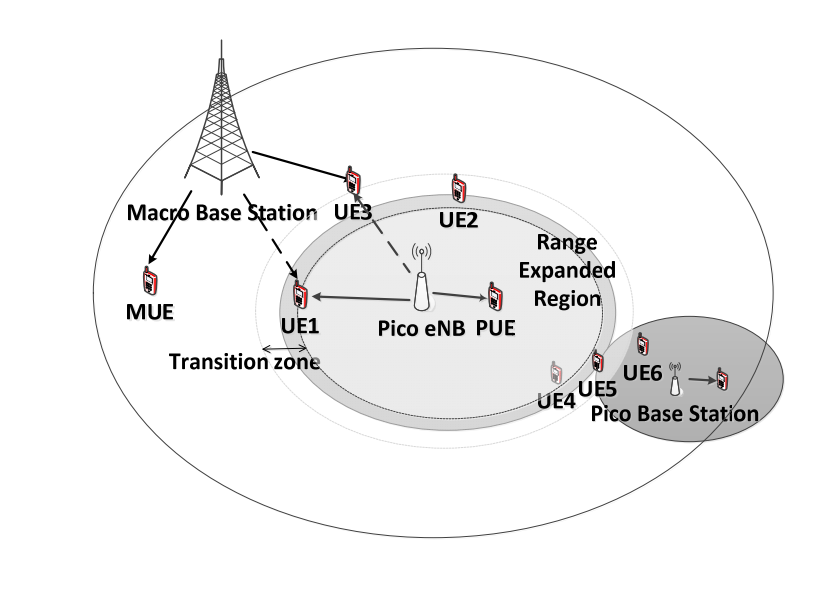 Macro Base Station
UE3
UE2
Range
Expanded
Region
MUE
UE1
Pico eNB
PUE
Transition zone
UE4
UE5
UE6
Pico Base Station